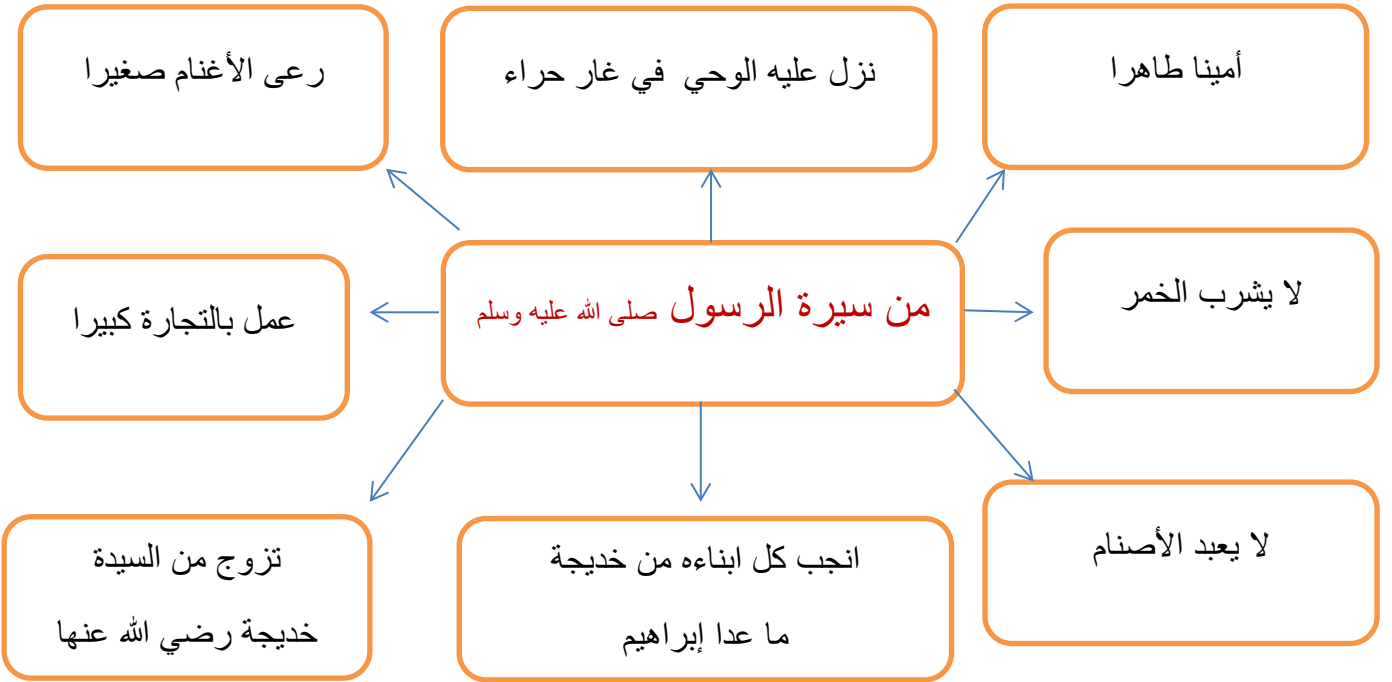 أمينا طاهرا
نزل عليه الوحي في غار حراء
رعى الأغنام صغيرا
لا يشرب الخمر
من سيرة الرسول صلى الله عليه وسلم
عمل بالتجارة كبيرا
لا يعبد الأصنام
انجب كل ابناءه من خديجة
ما عدا إبراهيم
تزوج من السيدة
خديجة رضي الله عنها